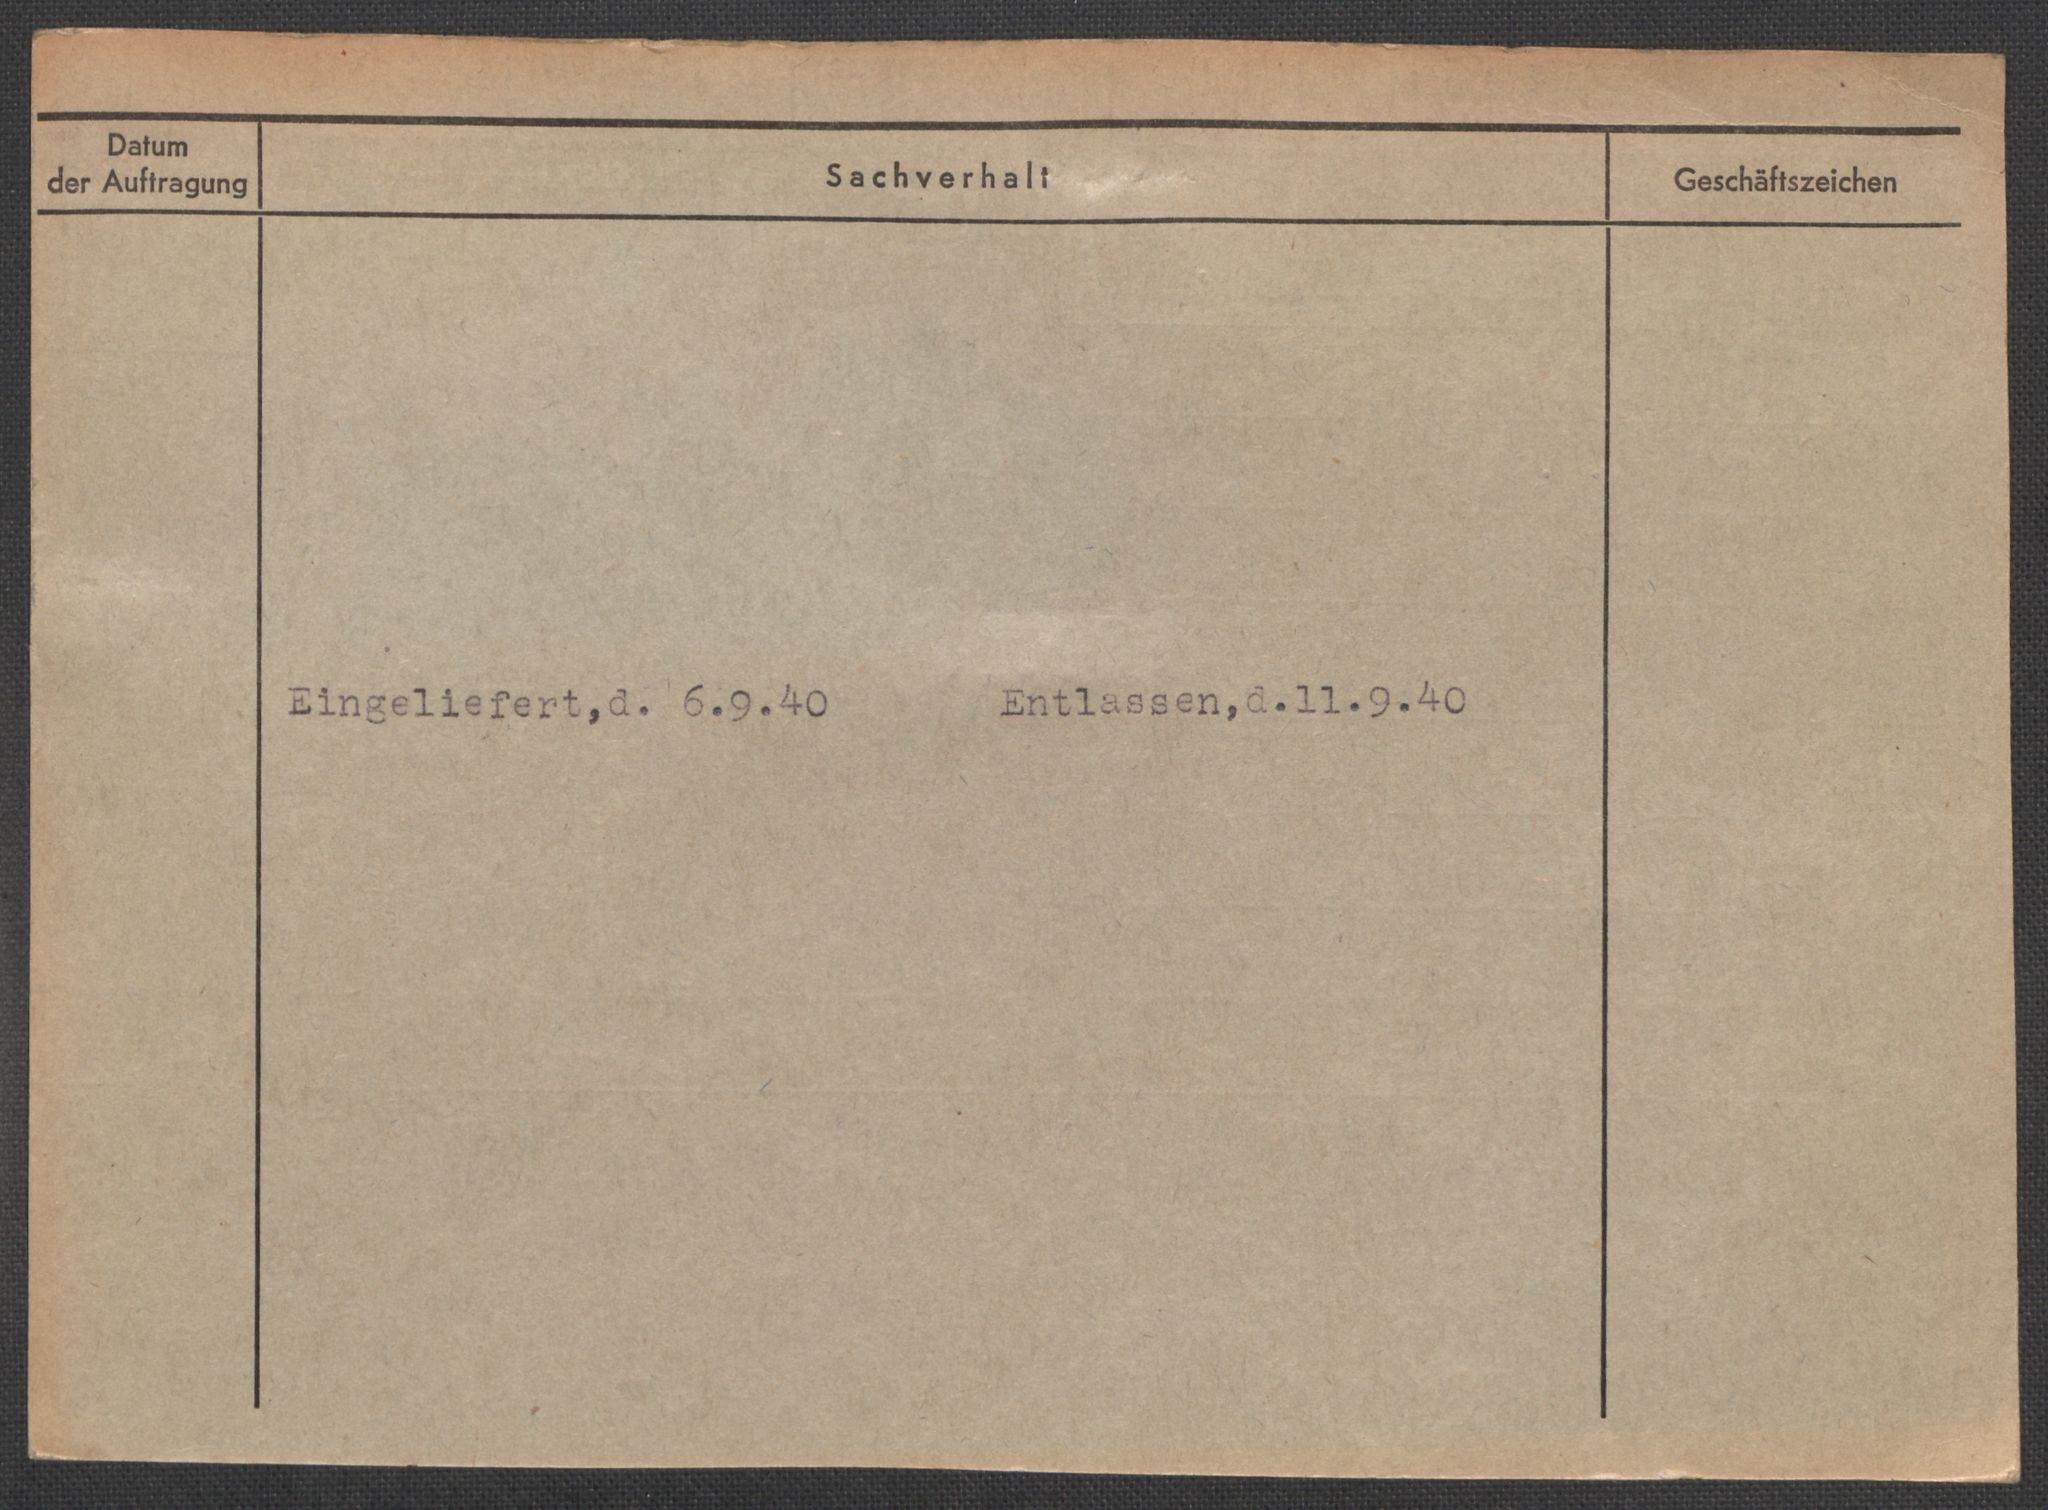 Datum
der Auftragung
Sachverhalt
Geschäftszeichen
Eingeliefert,d. 6.9.40 Entlassen,d.11.9.40